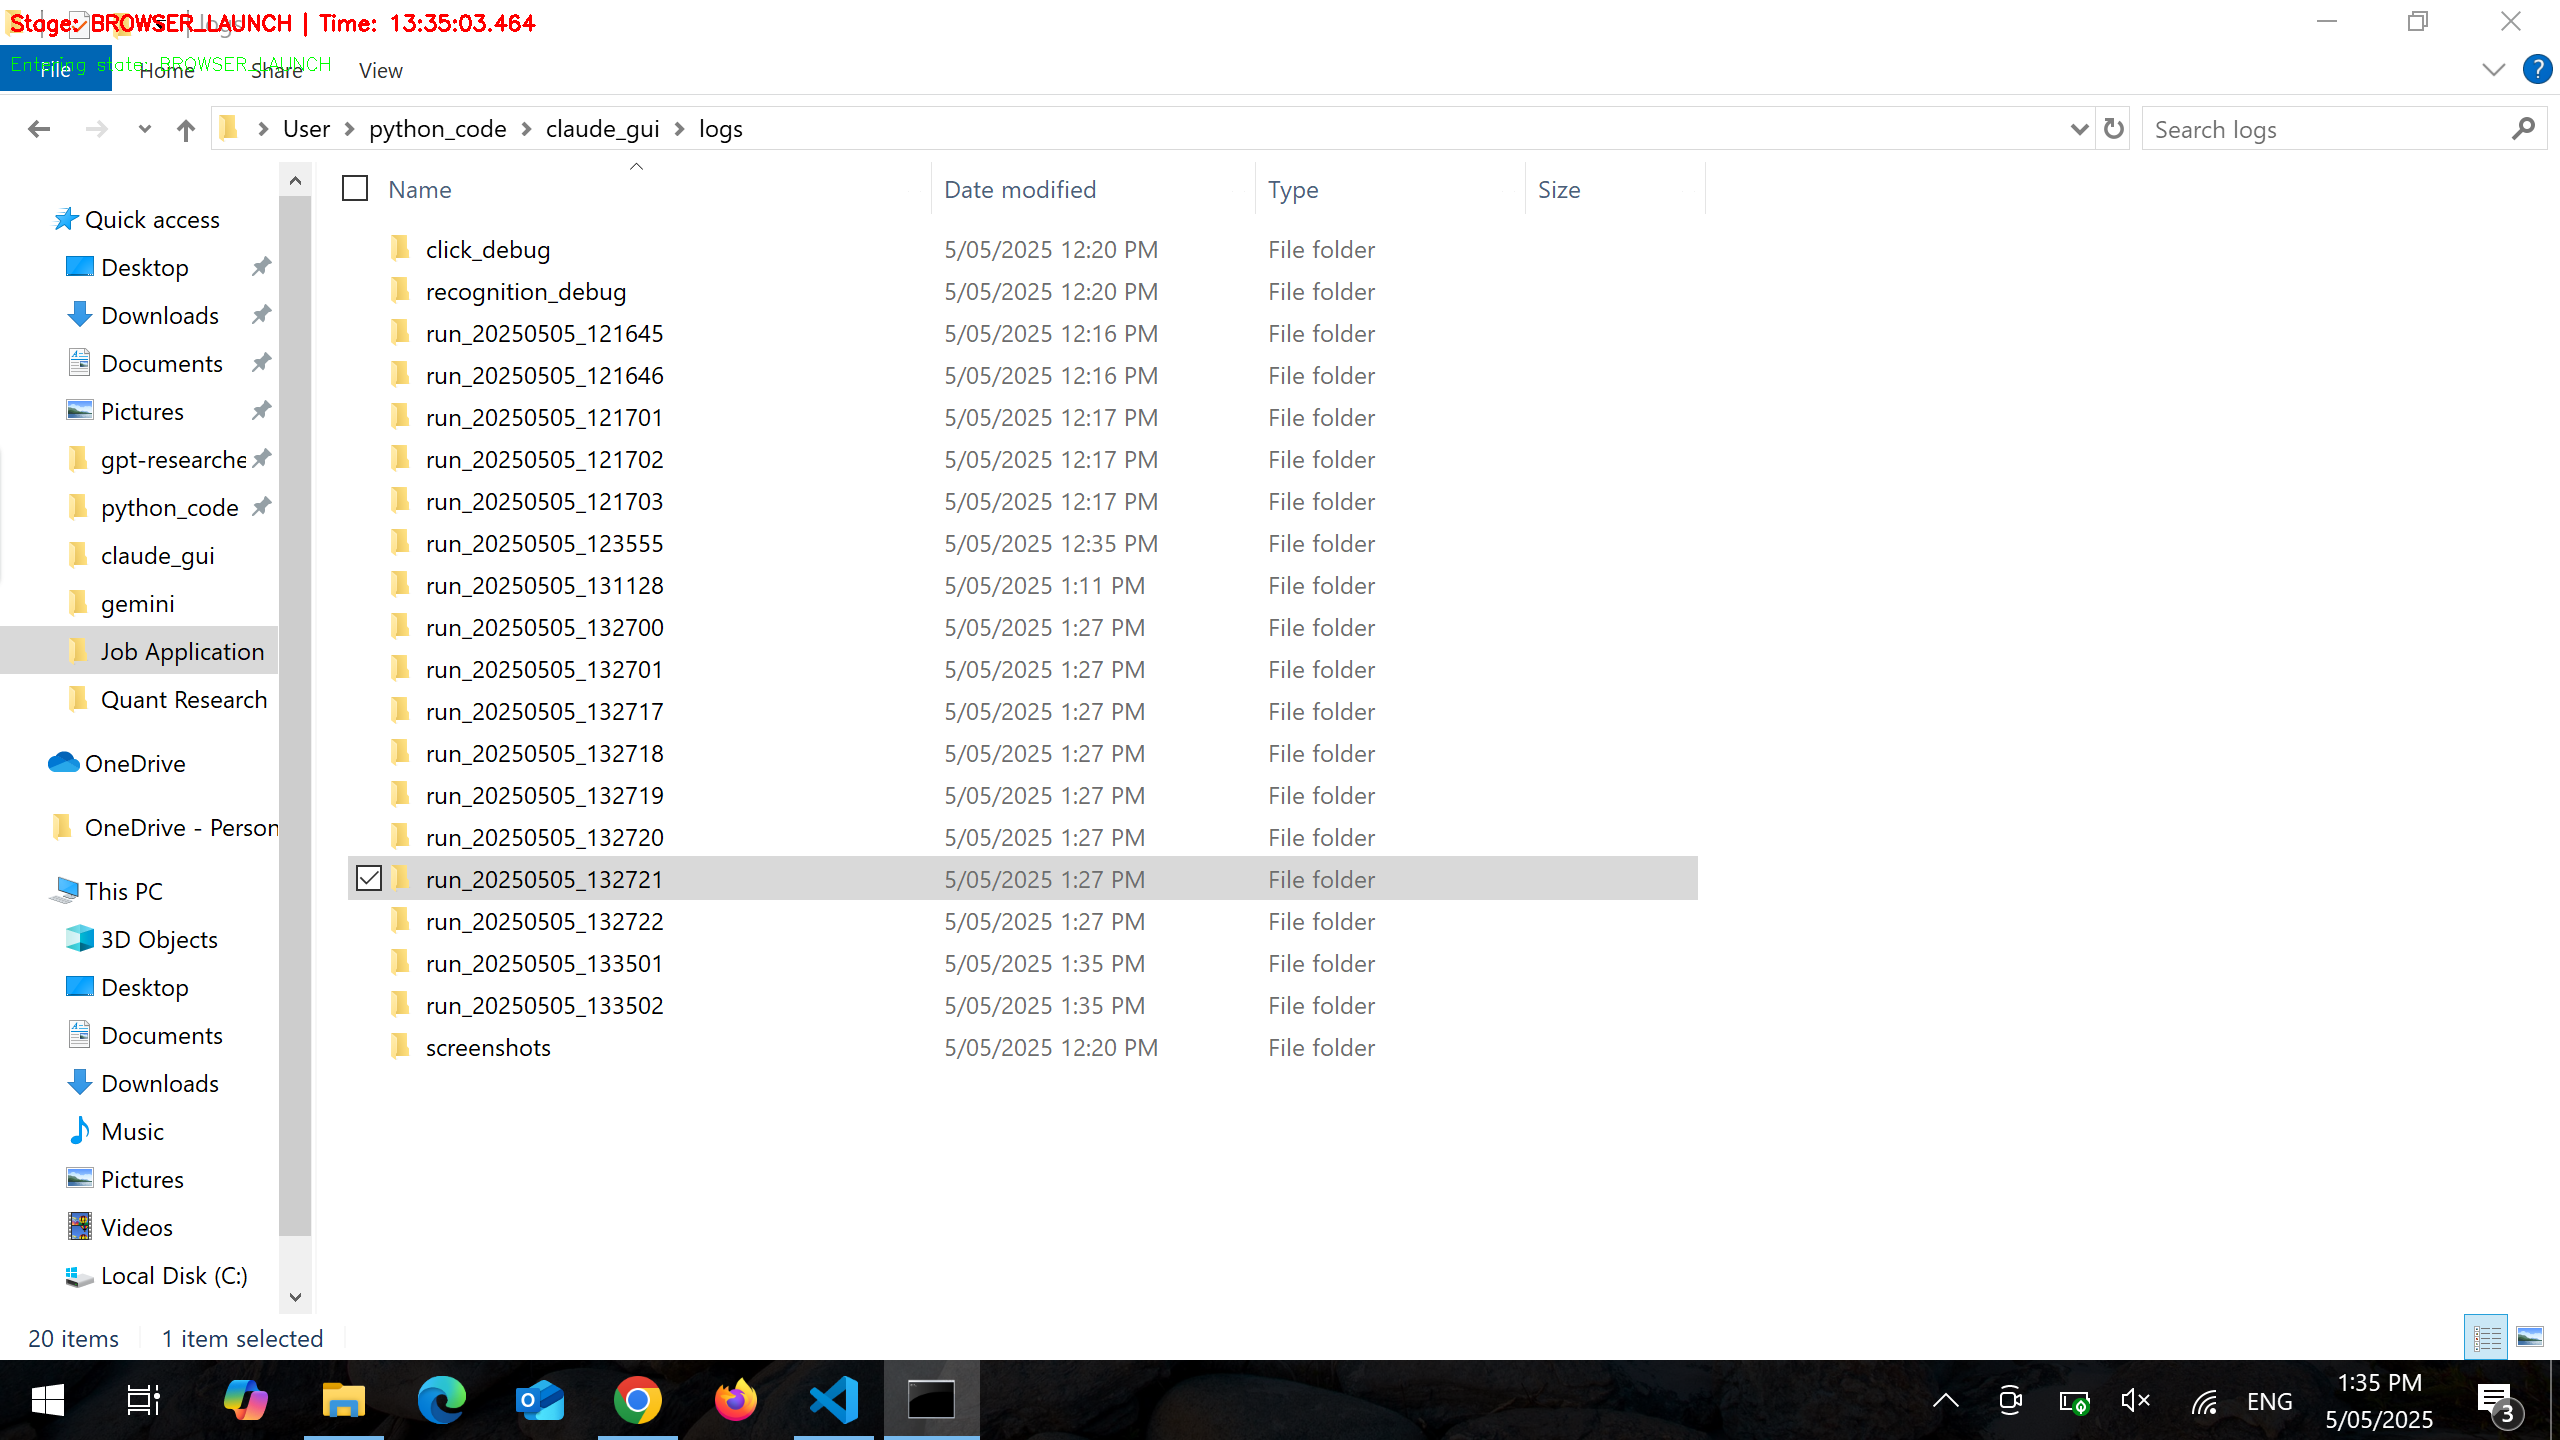 Stage: BROWSER_LAUNCH | Time: 13:35:03.464
Entering state: BROWSER_LAUNCH
File Home Share View
User python_code claude_gui logs
Search logs
Name Date modified Type Size
Quick access
Desktop
Downloads
Documents
Pictures
gpt-researche
python_code
claude_gui
gemini
Job Application
Quant Research
OneDrive
OneDrive - Person
This PC
3D Objects
Desktop
Documents
Downloads
Music
Pictures
Videos
Local Disk (C:)
click_debug 5/05/2025 12:20 PM File folder
recognition_debug 5/05/2025 12:20 PM File folder
run_20250505_121645 5/05/2025 12:16 PM File folder
run_20250505_121646 5/05/2025 12:16 PM File folder
run_20250505_121701 5/05/2025 12:17 PM File folder
run_20250505_121702 5/05/2025 12:17 PM File folder
run_20250505_121703 5/05/2025 12:17 PM File folder
run_20250505_123555 5/05/2025 12:35 PM File folder
run_20250505_131128 5/05/2025 1:11 PM File folder
run_20250505_132700 5/05/2025 1:27 PM File folder
run_20250505_132701 5/05/2025 1:27 PM File folder
run_20250505_132717 5/05/2025 1:27 PM File folder
run_20250505_132718 5/05/2025 1:27 PM File folder
run_20250505_132719 5/05/2025 1:27 PM File folder
run_20250505_132720 5/05/2025 1:27 PM File folder
run_20250505_132721 5/05/2025 1:27 PM File folder
run_20250505_132722 5/05/2025 1:27 PM File folder
run_20250505_133501 5/05/2025 1:35 PM File folder
run_20250505_133502 5/05/2025 1:35 PM File folder
screenshots 5/05/2025 12:20 PM File folder
20 items 1 item selected
ENG
1:35 PM
5/05/2025
3